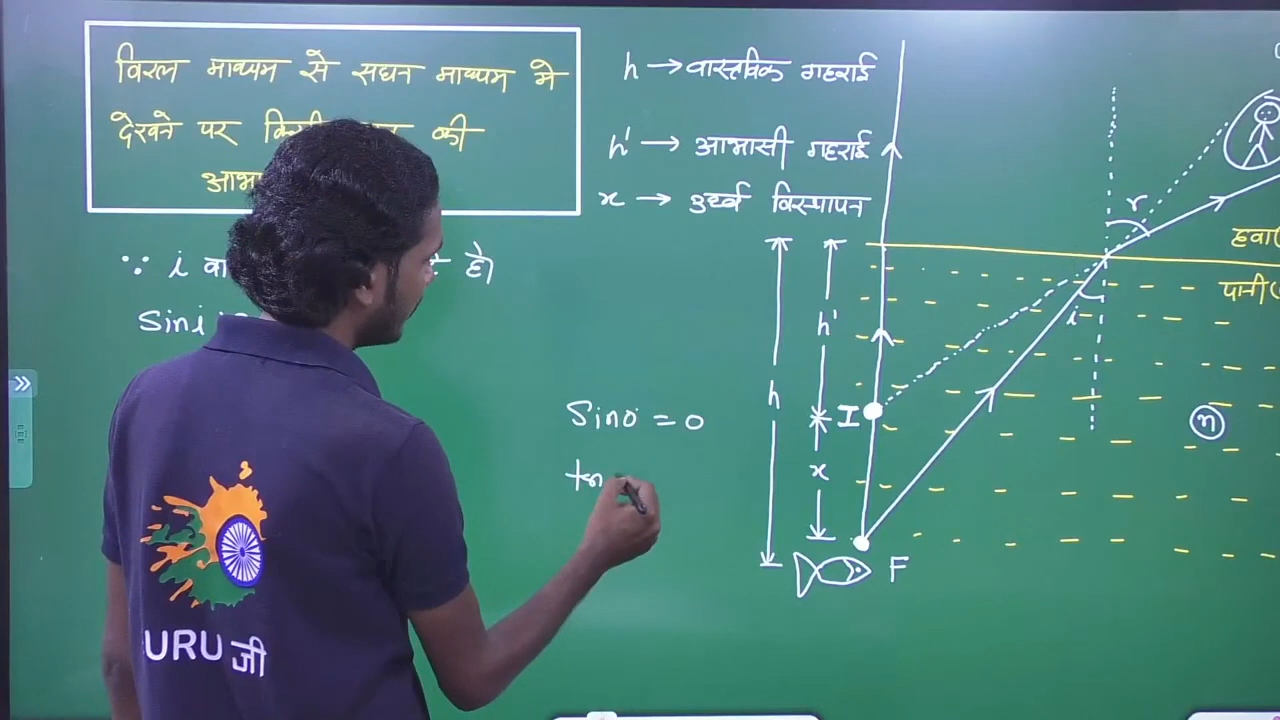 विरल माध्यम से सघन माध्यम मे
देखने पर की
∵ i है।
Sini
h → वास्तविक गहराई
h' → आभासी गहराई
x → उर्ध्व विस्थापन
Sin0 = 0
tan
h
h'
x
I
F
i
r
हवा
पानी
n
URU जी